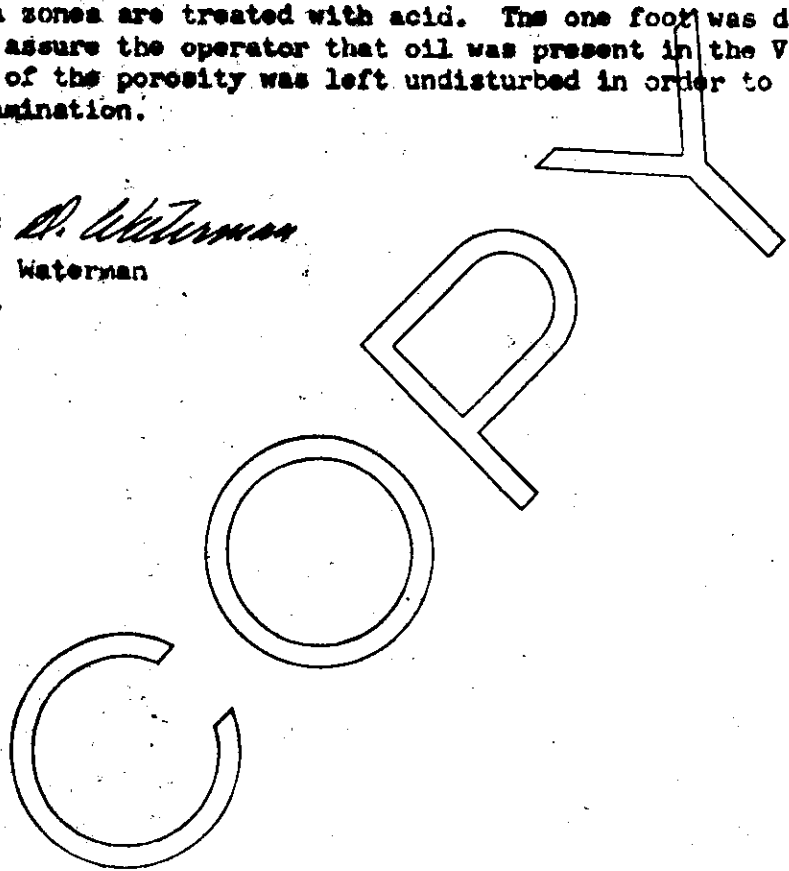 zones are treated with acid. The one foot was d
assure the operator that oil was present in the V
of the porosity was left undisturbed in order to
mination.
D. Waterman
Waterman
COPY